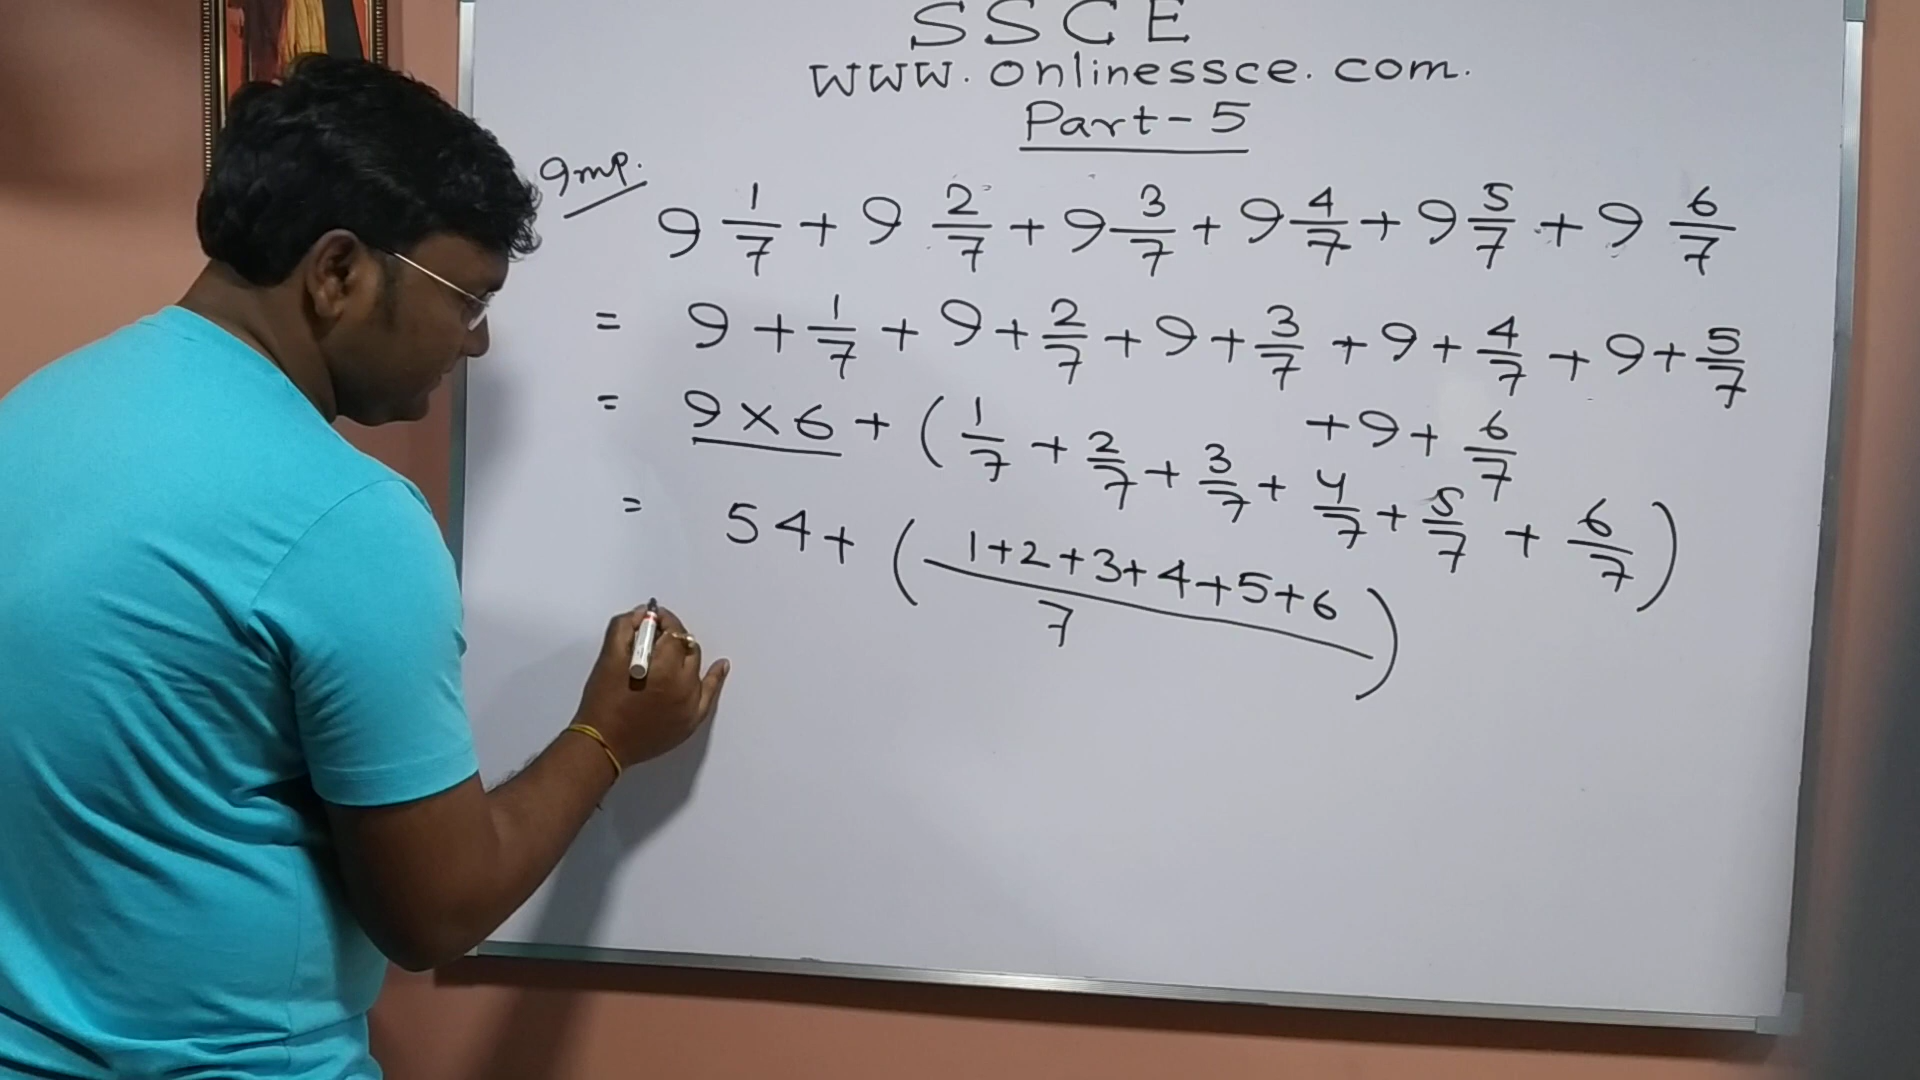 SSCE
www.onlinessce.com.
Part-5
Imp.
9 1/7 + 9 2/7 + 9 3/7 + 9 4/7 + 9 5/7 + 9 6/7
= 9 + 1/7 + 9 + 2/7 + 9 + 3/7 + 9 + 4/7 + 9 + 5/7
+ 9 + 6/7
= 9 × 6 + ( 1/7 + 2/7 + 3/7 + 4/7 + 5/7 + 6/7 )
= 54 + ( 1+2+3+4+5+6 / 7 )